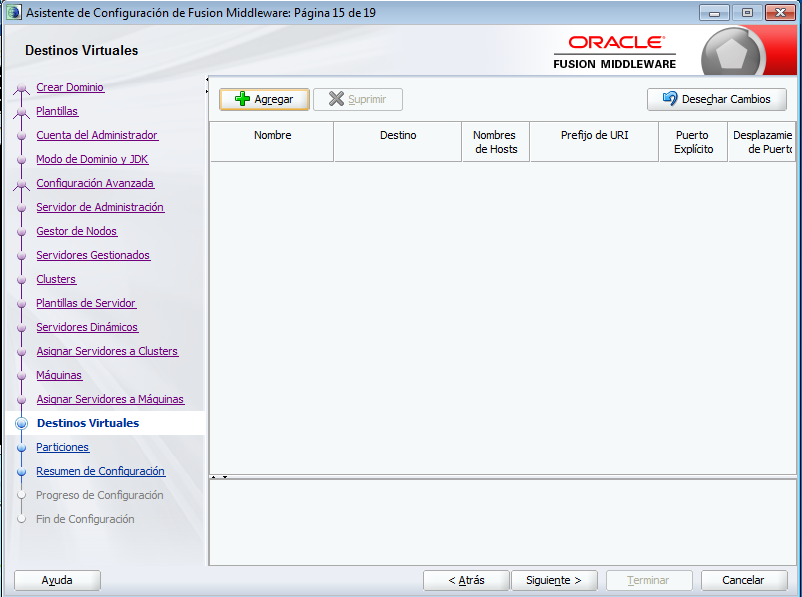 Asistente de Configuración de Fusion Middleware: Página 15 de 19
Destinos Virtuales
ORACLE
FUSION MIDDLEWARE
Crear Dominio
Plantillas
Cuenta del Administrador
Modo de Dominio y JDK
Configuración Avanzada
Servidor de Administración
Gestor de Nodos
Servidores Gestionados
Clusters
Plantillas de Servidor
Servidores Dinámicos
Asignar Servidores a Clusters
Máquinas
Asignar Servidores a Máquinas
Destinos Virtuales
Particiones
Resumen de Configuración
Progreso de Configuración
Fin de Configuración
Agregar Suprimir Desechar Cambios
Nombre Destino Nombres Prefijo de URI Puerto Desplazamie
de Hosts Explícito de Puerto
Ayuda < Atrás Siguiente > Terminar Cancelar